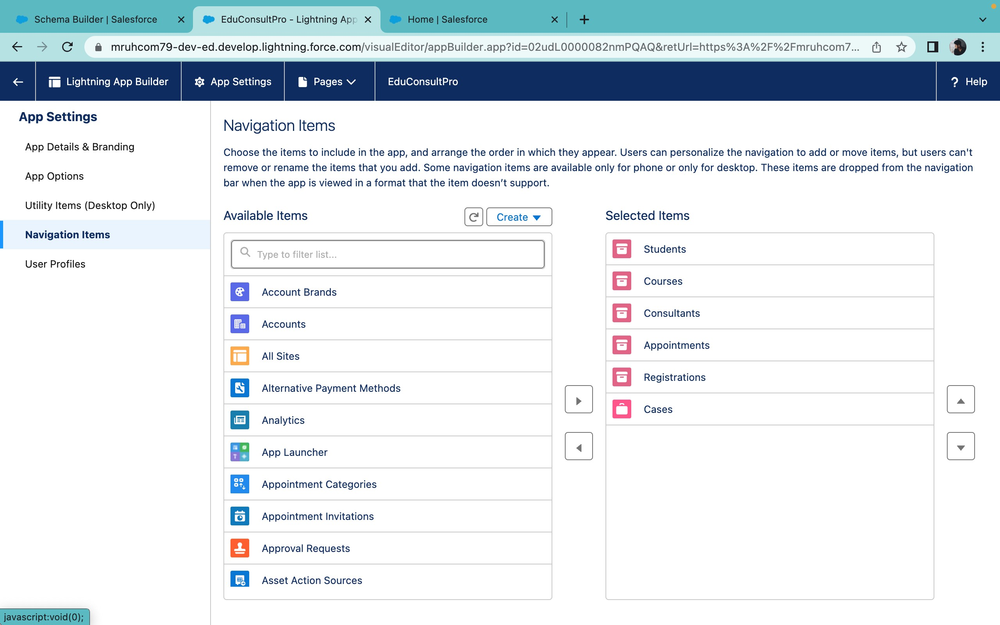 Schema Builder | Salesforce
EduConsultPro - Lightning App
Home | Salesforce
mruhcom79-dev-ed.develop.lightning.force.com/visualEditor/appBuilder.app?id=02udL0000082nmPQAQ&retUrl=https%3A%2F%2Fmruhcom7...
Lightning App Builder
App Settings
Pages
EduConsultPro
? Help
App Settings
App Details & Branding
App Options
Utility Items (Desktop Only)
Navigation Items
User Profiles
Navigation Items
Choose the items to include in the app, and arrange the order in which they appear. Users can personalize the navigation to add or move items, but users can't
remove or rename the items that you add. Some navigation items are available only for phone or only for desktop. These items are dropped from the navigation
bar when the app is viewed in a format that the item doesn’t support.
Available Items
Create
Type to filter list...
Account Brands
Accounts
All Sites
Alternative Payment Methods
Analytics
App Launcher
Appointment Categories
Appointment Invitations
Approval Requests
Asset Action Sources
Selected Items
Students
Courses
Consultants
Appointments
Registrations
Cases
javascript:void(0);